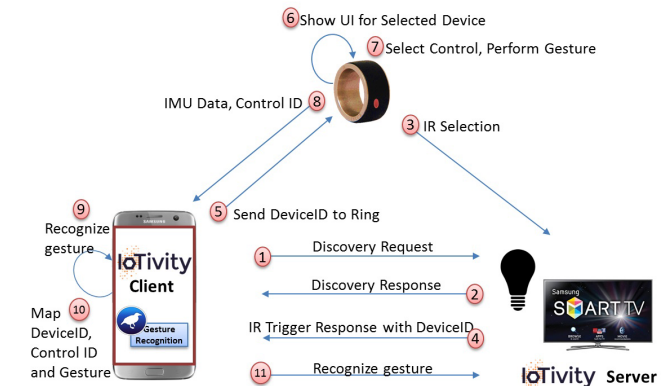 6 Show UI for Selected Device
7 Select Control, Perform Gesture
IMU Data, Control ID 8
3 IR Selection
9
Recognize
gesture
5 Send DeviceID to Ring
SAMSUNG
IoTivity
Client
Gesture
Recognition
10
Map
DeviceID,
Control ID
and Gesture
1 Discovery Request
Discovery Response 2
IR Trigger Response with DeviceID 4
11 Recognize gesture
Samsung
SMART TV
IoTivity Server